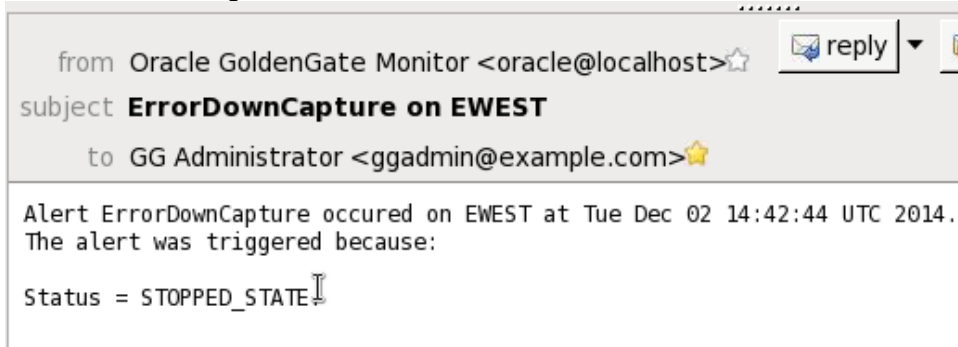 from Oracle GoldenGate Monitor <oracle@localhost> reply
subject ErrorDownCapture on EWEST
to GG Administrator <ggadmin@example.com>
Alert ErrorDownCapture occured on EWEST at Tue Dec 02 14:42:44 UTC 2014.
The alert was triggered because:
Status = STOPPED_STATE